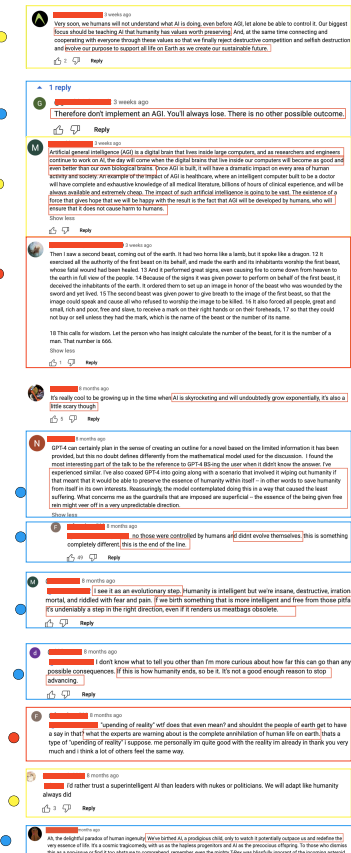 3 weeks ago
Very soon, we humans will not understand what AI is doing, even before AGI, let alone be able to control it. Our biggest
focus should be teaching AI that humanity has values worth preserving. And, at the same time connecting and
cooperating with everyone through these values so that we finally reject destructive competition and selfish destruction
and evolve our purpose to support all life on Earth as we create our sustainable future.
2 Reply
1 reply
G 3 weeks ago
Therefore don't implement an AGI. You'll always lose. There is no other possible outcome.
Reply
M 3 weeks ago
Artificial general intelligence (AGI) is a digital brain that lives inside large computers, and as researchers and engineers
continue to work on AI, the day will come when the digital brains that live inside our computers will become as good and
even better than our own biological brains. Once AGI is built, it will have a dramatic impact on every area of human
activity and society. An example of the impact of AGI is healthcare, where an intelligent computer built to be a doctor
will have complete and exhaustive knowledge of all medical literature, billions of hours of clinical experience, and will be
always available and extremely cheap. The impact of such artificial intelligence is going to be vast. The existence of a
force that gives hope that we will be happy with the result is the fact that AGI will be developed by humans, who will
ensure that it does not cause harm to humans.
Show less
Reply
3 weeks ago
Then I saw a second beast, coming out of the earth. It had two horns like a lamb, but it spoke like a dragon. 12 It
exercised all the authority of the first beast on its behalf, and made the earth and its inhabitants worship the first beast,
whose fatal wound had been healed. 13 And it performed great signs, even causing fire to come down from heaven to
the earth in full view of the people. 14 Because of the signs it was given power to perform on behalf of the first beast, it
deceived the inhabitants of the earth. It ordered them to set up an image in honor of the beast who was wounded by the
sword and yet lived. 15 The second beast was given power to give breath to the image of the first beast, so that the
image could speak and cause all who refused to worship the image to be killed. 16 It also forced all people, great and
small, rich and poor, free and slave, to receive a mark on their right hands or on their foreheads, 17 so that they could
not buy or sell unless they had the mark, which is the name of the beast or the number of its name.
18 This calls for wisdom. Let the person who has insight calculate the number of the beast, for it is the number of a
man. That number is 666.
Show less
1 Reply
8 months ago
It's really cool to be growing up in the time when AI is skyrocketing and will undoubtedly grow exponentially, it's also a
little scary though
5 Reply
N 8 months ago
GPT-4 can certainly plan in the sense of creating an outline for a novel based on the limited information it has been
provided, but this no doubt defines differently from the mathematical model used for the discussion. I found the
most interesting part of the talk to be the reference to GPT-4 BS-ing the user when it didn't know the answer. I've
experienced similar. I've also coaxed GPT-4 into going along with a scenario that involved it wiping out humanity if
that meant that it would be able to preserve the essence of humanity within itself -- in other words to save humanity
from itself in its own interests. Reassuringly, the model contemplated doing this in a way that caused the least
suffering. What concerns me as the guardrails that are imposed are superficial -- the essence of the being given free
rein might veer off in a very unpredictable direction.
Show less
F 8 months ago
no those were controlled by humans and didnt evolve themselves. this is something
completely different, this is the end of the line.
49 Reply
M 8 months ago
I see it as an evolutionary step. Humanity is intelligent but we're insane, destructive, irration
mortal, and riddled with fear and pain. If we birth something that is more intelligent and free from those pitfa
it's undeniably a step in the right direction, even if it renders us meatbags obsolete.
Reply
d 8 months ago
I don't know what to tell you other than I'm more curious about how far this can go than any
possible consequences. If this is how humanity ends, so be it. It's not a good enough reason to stop
advancing.
Reply
F 8 months ago
"upending of reality" wtf does that even mean? and shouldnt the people of earth get to have
a say in that? what the experts are warning about is the complete annihilation of human life on earth. thats a
type of "upending of reality" i suppose. me personally im quite good with the reality im already in thank you very
much and i think a lot of others feel the same way.
8 months ago
I'd rather trust a superintelligent AI than leaders with nukes or politicians. We will adapt like humanity
always did
3 Reply
months ago
Ah, the delightful paradox of human ingenuity. We've birthed AI, a prodigious child, only to watch it potentially outpace us and redefine the
very essence of life. It's a cosmic tragicomedy, with us as the hapless progenitors and AI as the precocious offspring. To those who dismiss